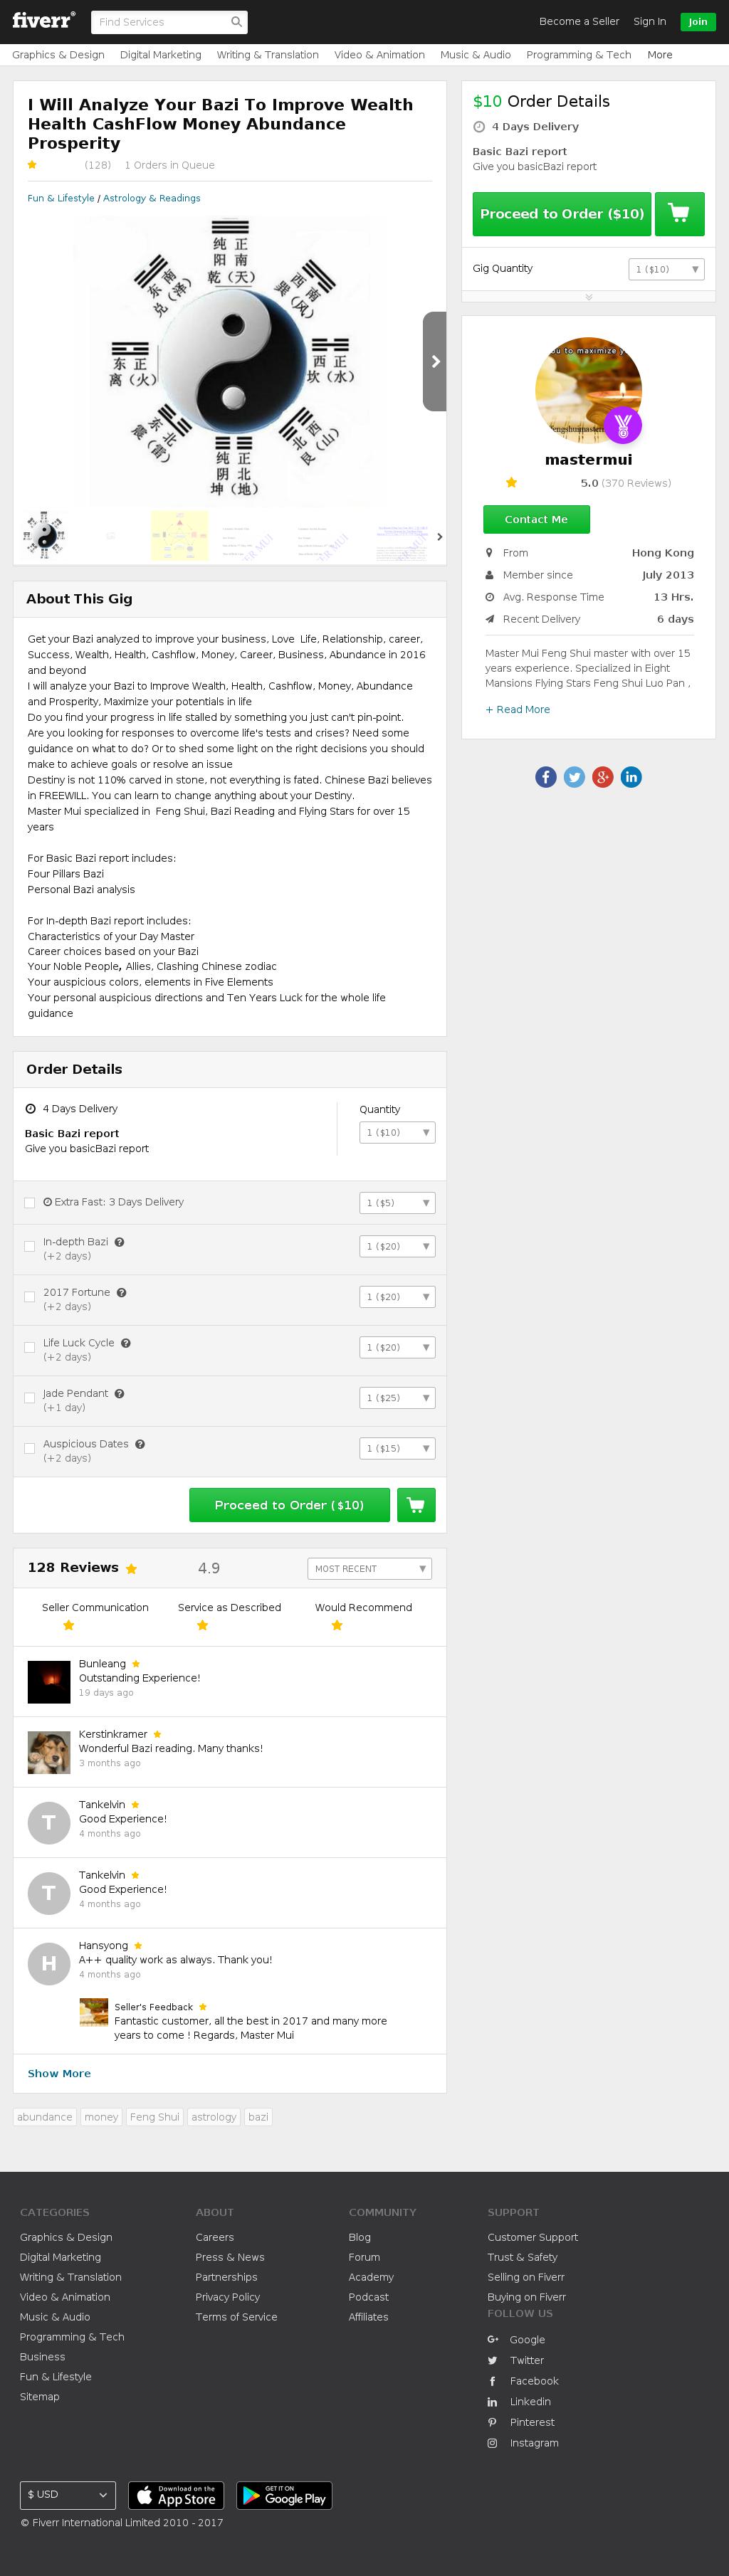 fiverr®
Find Services
Become a Seller
Sign In
Join
Graphics & Design
Digital Marketing
Writing & Translation
Video & Animation
Music & Audio
Programming & Tech
More
I Will Analyze Your Bazi To Improve Wealth
Health CashFlow Money Abundance
Prosperity
(128)
1 Orders in Queue
Fun & Lifestyle / Astrology & Readings
正南
纯阳
乾(天)
东南
兑(泽)
西南
巽(风)
正东
离(火)
正西
坎(水)
东北
震(雷)
西北
艮(山)
正北
纯阴
坤(地)
About This Gig
Get your Bazi analyzed to improve your business, Love  Life, Relationship, career,
Success, Wealth, Health, Cashflow, Money, Career, Business, Abundance in 2016
and beyond
I will analyze your Bazi to Improve Wealth, Health, Cashflow, Money, Abundance
and Prosperity, Maximize your potentials in life
Do you find your progress in life stalled by something you just can't pin-point.
Are you looking for responses to overcome life's tests and crises? Need some
guidance on what to do? Or to shed some light on the right decisions you should
make to achieve goals or resolve an issue
Destiny is not 110% carved in stone, not everything is fated. Chinese Bazi believes
in FREEWILL. You can learn to change anything about your Destiny.
Master Mui specialized in  Feng Shui, Bazi Reading and Flying Stars for over 15
years
For Basic Bazi report includes:
Four Pillars Bazi
Personal Bazi analysis
For In-depth Bazi report includes:
Characteristics of your Day Master
Career choices based on your Bazi
Your Noble People, Allies, Clashing Chinese zodiac
Your auspicious colors, elements in Five Elements
Your personal auspicious directions and Ten Years Luck for the whole life
guidance
Order Details
4 Days Delivery
Basic Bazi report
Give you basicBazi report
Quantity
1 ($10)
Extra Fast: 3 Days Delivery
1 ($5)
In-depth Bazi
(+2 days)
1 ($20)
2017 Fortune
(+2 days)
1 ($20)
Life Luck Cycle
(+2 days)
1 ($20)
Jade Pendant
(+1 day)
1 ($25)
Auspicious Dates
(+2 days)
1 ($15)
Proceed to Order ($10)
128 Reviews
4.9
MOST RECENT
Seller Communication
Service as Described
Would Recommend
Bunleang
Outstanding Experience!
19 days ago
Kerstinkramer
Wonderful Bazi reading. Many thanks!
3 months ago
T
Tankelvin
Good Experience!
4 months ago
T
Tankelvin
Good Experience!
4 months ago
H
Hansyong
A++ quality work as always. Thank you!
4 months ago
Seller's Feedback
Fantastic customer, all the best in 2017 and many more
years to come ! Regards, Master Mui
Show More
abundance
money
Feng Shui
astrology
bazi
$10 Order Details
4 Days Delivery
Basic Bazi report
Give you basicBazi report
Proceed to Order ($10)
Gig Quantity
1 ($10)
mastermui
5.0 (370 Reviews)
Contact Me
From
Hong Kong
Member since
July 2013
Avg. Response Time
13 Hrs.
Recent Delivery
6 days
Master Mui Feng Shui master with over 15
years experience. Specialized in Eight
Mansions Flying Stars Feng Shui Luo Pan ,
+ Read More
CATEGORIES
Graphics & Design
Digital Marketing
Writing & Translation
Video & Animation
Music & Audio
Programming & Tech
Business
Fun & Lifestyle
Sitemap
ABOUT
Careers
Press & News
Partnerships
Privacy Policy
Terms of Service
COMMUNITY
Blog
Forum
Academy
Podcast
Affiliates
SUPPORT
Customer Support
Trust & Safety
Selling on Fiverr
Buying on Fiverr
FOLLOW US
Google
Twitter
Facebook
Linkedin
Pinterest
Instagram
$ USD
Download on the
App Store
GET IT ON
Google Play
© Fiverr International Limited 2010 - 2017